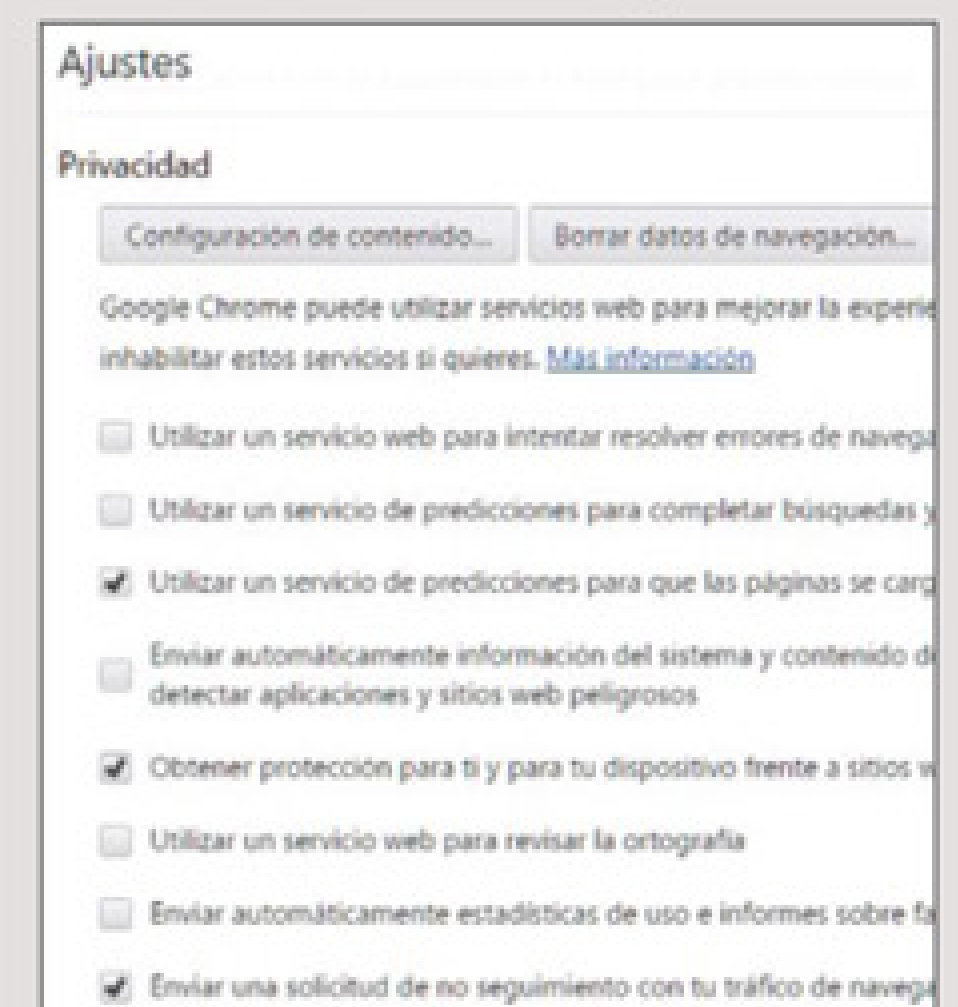 Ajustes
Privacidad
Configuración de contenido...
Borrar datos de navegación...
Google Chrome puede utilizar servicios web para mejorar la experie
inhabilitar estos servicios si quieres. Más información
Utilizar un servicio web para intentar resolver errores de navega
Utilizar un servicio de predicciones para completar búsquedas y
Utilizar un servicio de predicciones para que las páginas se carg
Enviar automáticamente información del sistema y contenido de
detectar aplicaciones y sitios web peligrosos
Obtener protección para ti y para tu dispositivo frente a sitios w
Utilizar un servicio web para revisar la ortografía
Enviar automáticamente estadísticas de uso e informes sobre fa
Enviar una solicitud de no seguimiento con tu tráfico de navega